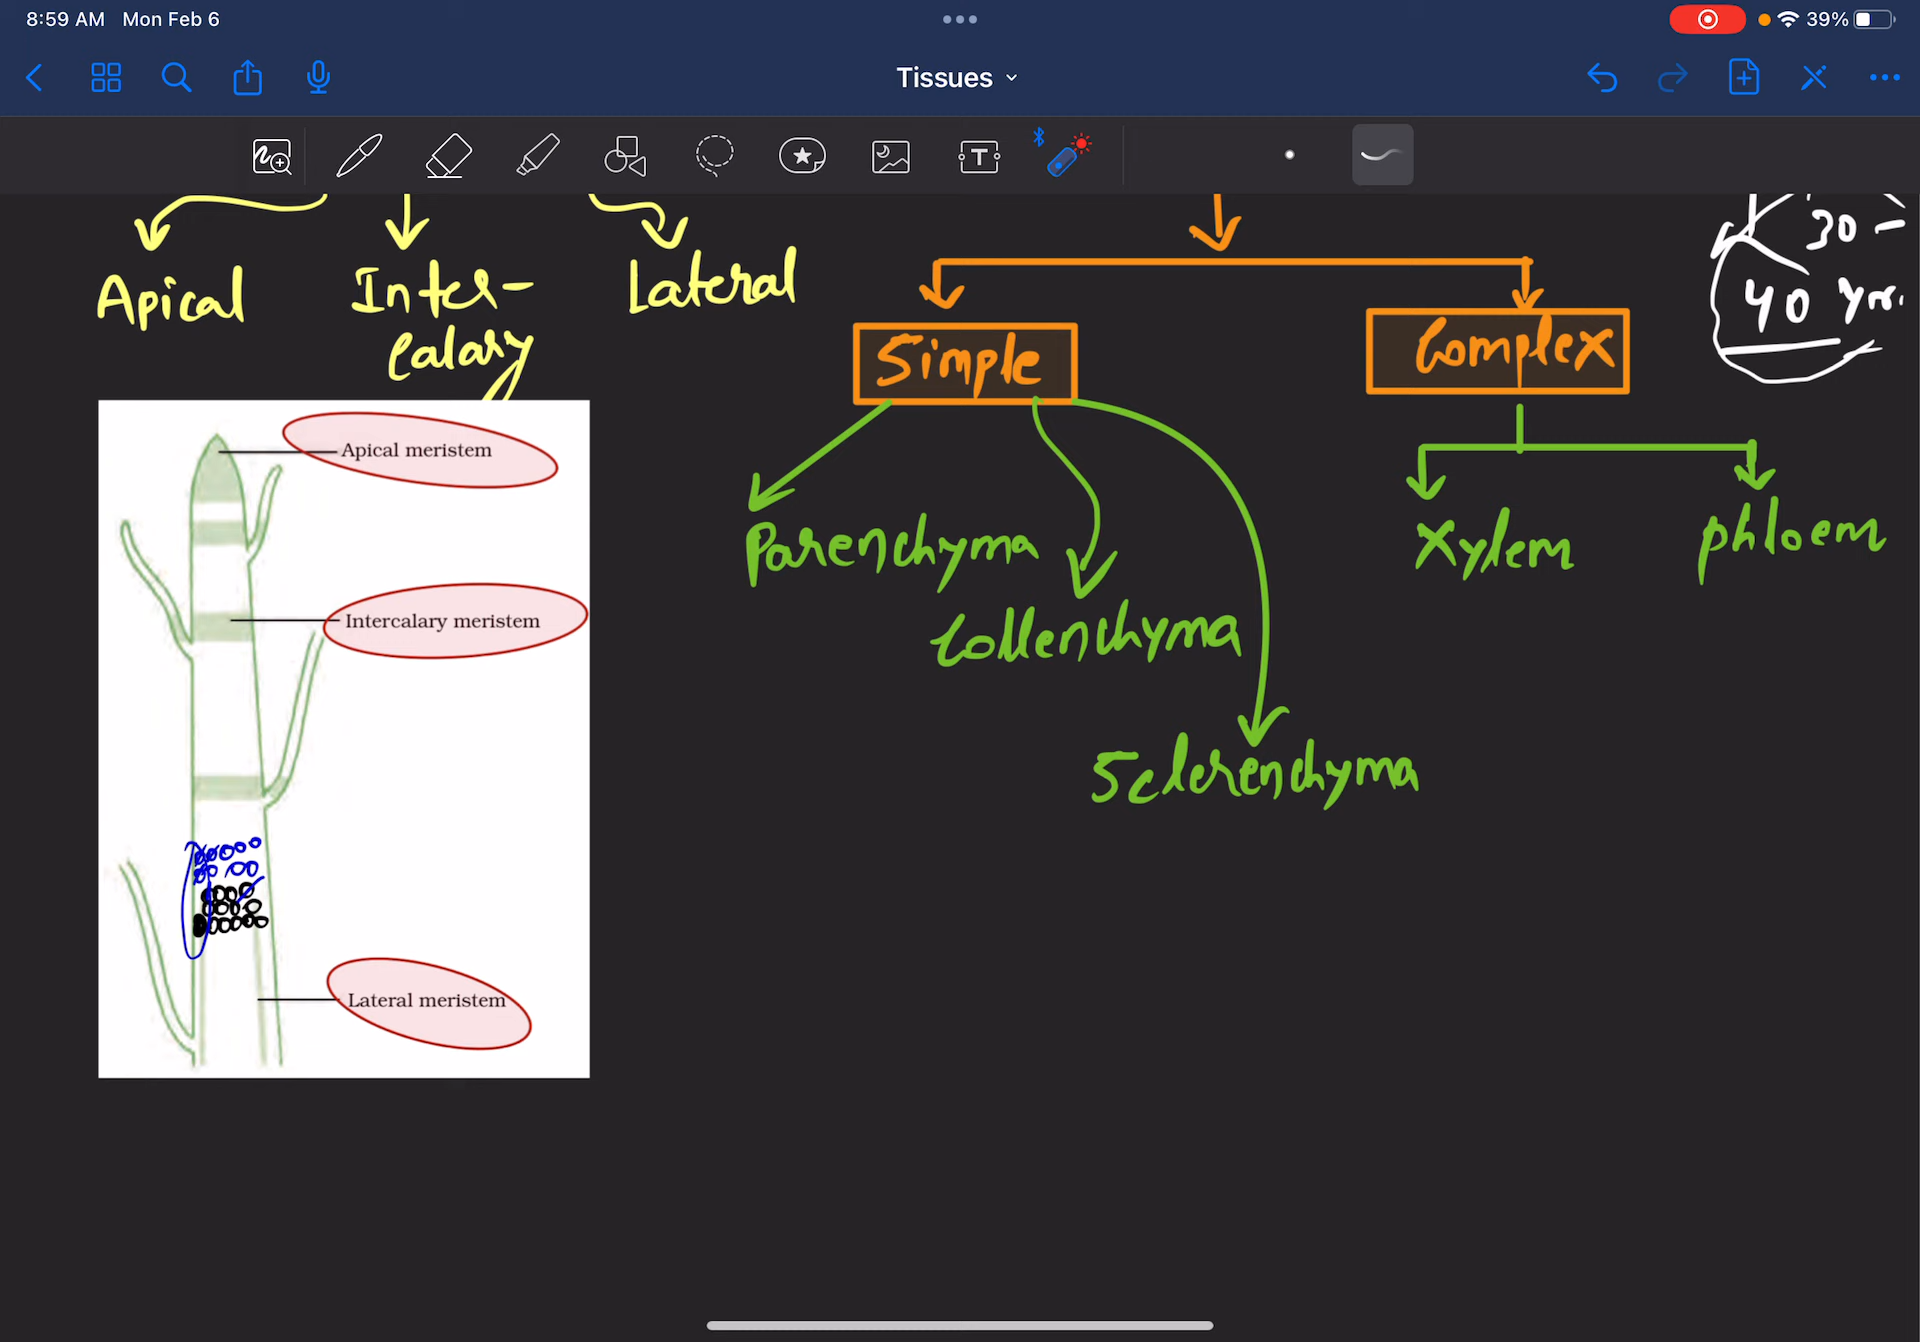 8:59 AM Mon Feb 6
39%
Tissues
T
30 -
40 yr.
Apical
Inter-
calary
Lateral
Simple
Complex
Apical meristem
Intercalary meristem
Lateral meristem
Parenchyma
Collenchyma
Sclerenchyma
Xylem
phloem